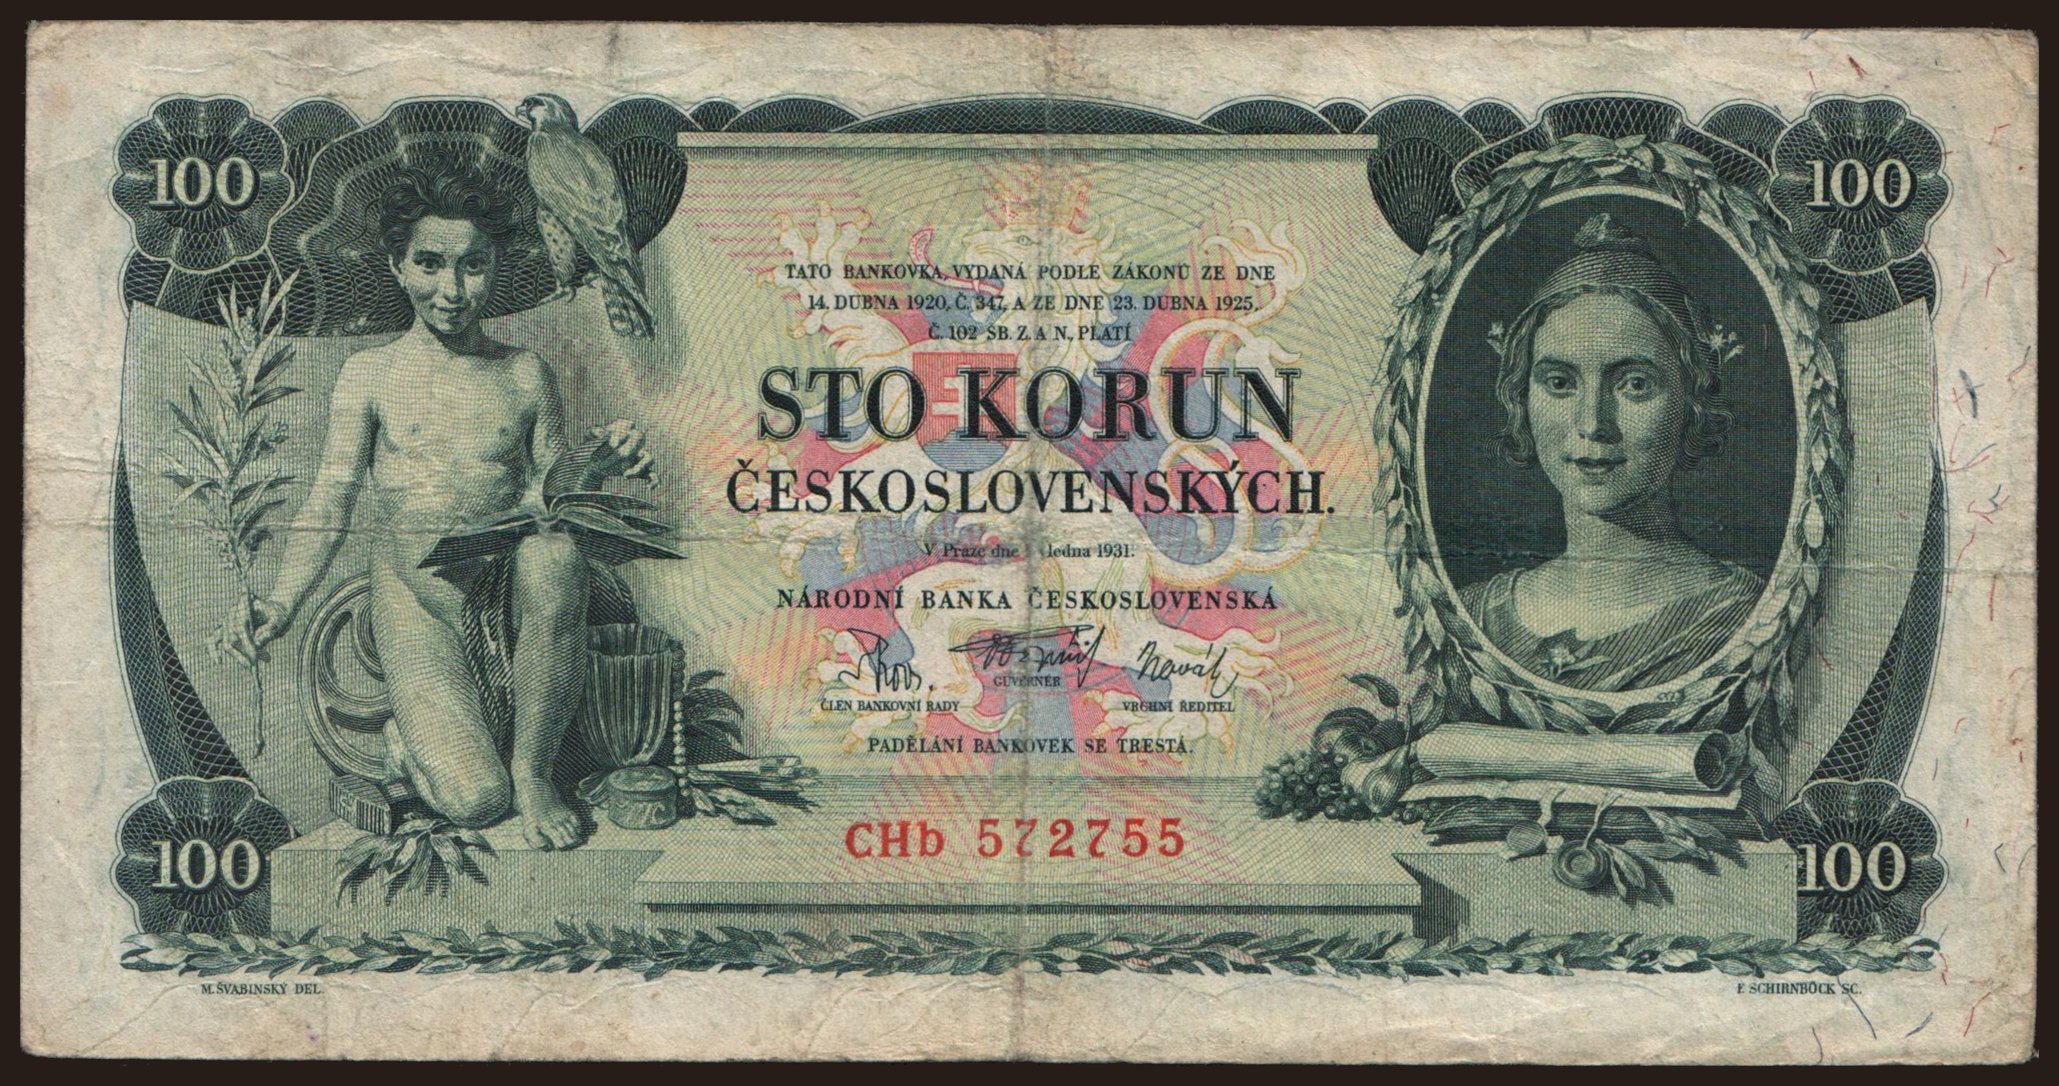 100
100
TATO BANKOVKA, VYDANÁ PODLE ZÁKONŮ ZE DNE
14. DUBNA 1920, Č. 347, A ZE DNE 23. DUBNA 1925,
Č. 102 SB. Z. A N., PLATÍ
STO KORUN
ČESKOSLOVENSKÝCH.
V Praze dne ledna 1931.
NÁRODNÍ BANKA ČESKOSLOVENSKÁ
Novák
GUVERNÉR
ČLEN BANKOVNÍ RADY
VRCHNÍ ŘEDITEL
PADĚLÁNÍ BANKOVEK SE TRESTÁ.
CHb 572755
100
100
M. ŠVABINSKÝ DEL.
F. SCHIRNBÖCK SC.